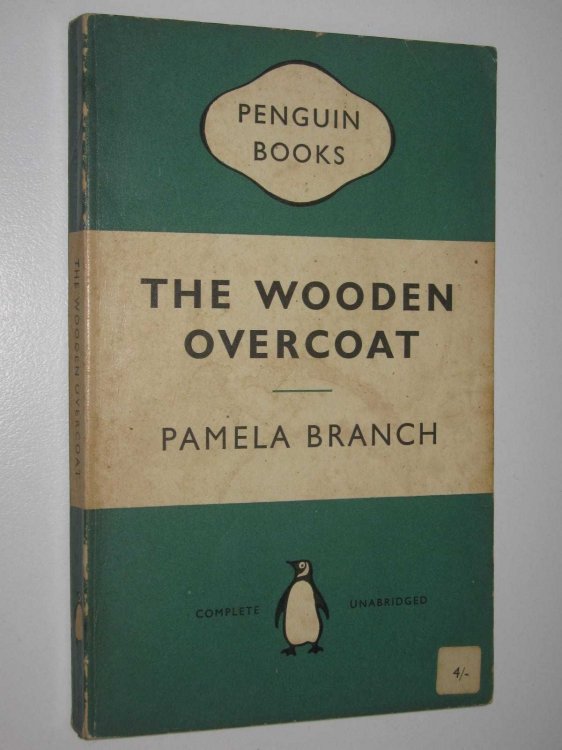 PENGUIN
BOOKS
THE WOODEN
OVERCOAT
PAMELA BRANCH
COMPLETE UNABRIDGED
4/-
THE WOODEN OVERCOAT